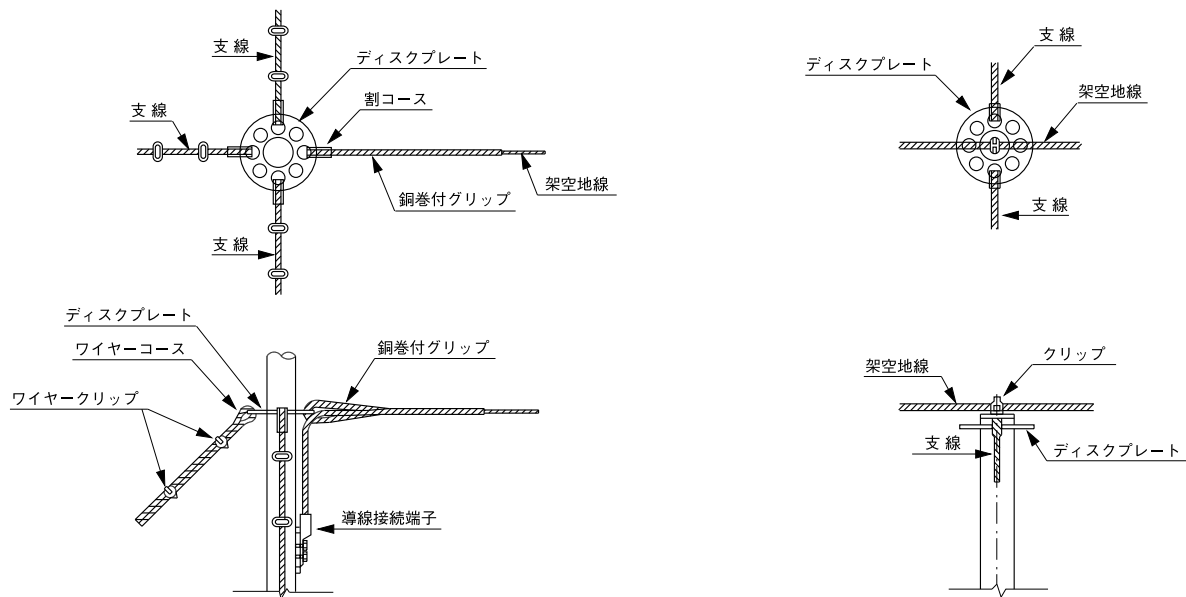 支線
ディスクプレート
割コース
支線
架空地線
銅巻付グリップ
支線
支線
ディスクプレート
架空地線
支線
ディスクプレート
ワイヤーコース
ワイヤークリップ
銅巻付グリップ
導線接続端子
クリップ
架空地線
支線
ディスクプレート